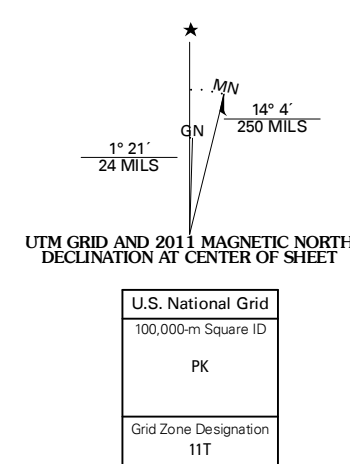 ★
MN
GN
14° 4´
250 MILS
1° 21´
24 MILS
UTM GRID AND 2011 MAGNETIC NORTH
DECLINATION AT CENTER OF SHEET
U.S. National Grid
100,000-m Square ID
PK
Grid Zone Designation
11T